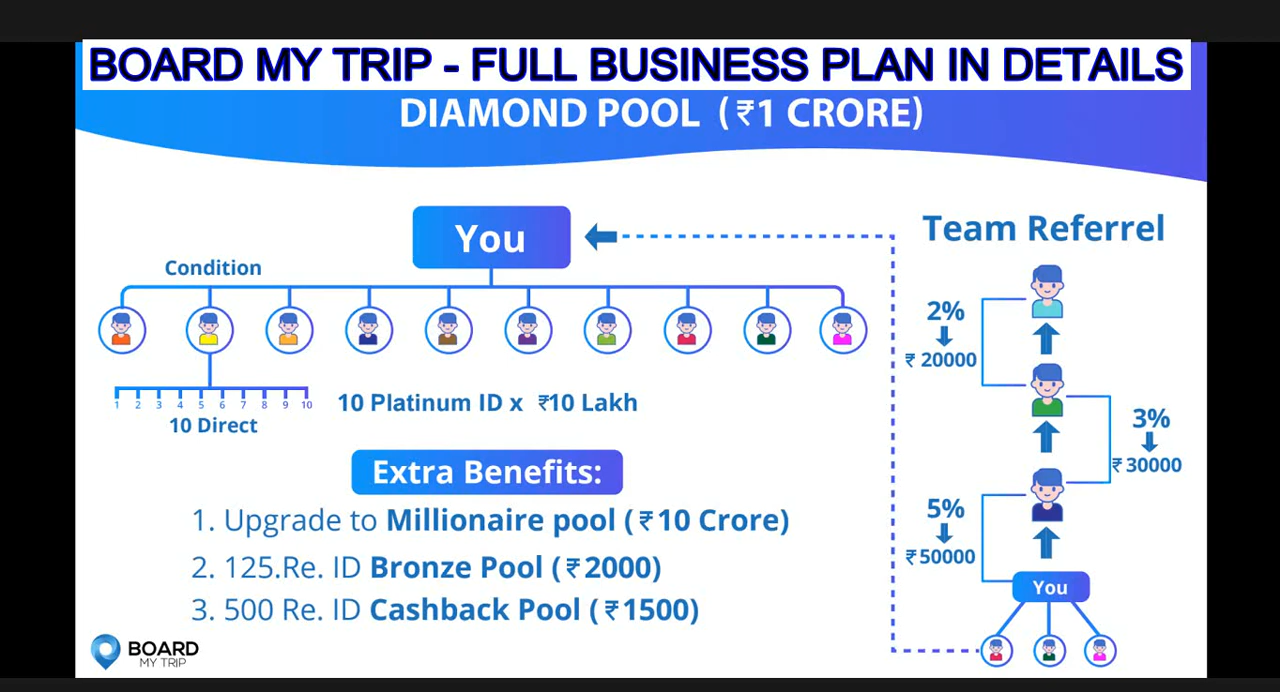 BOARD MY TRIP - FULL BUSINESS PLAN IN DETAILS
DIAMOND POOL (₹1 CRORE)
You
Condition
1 2 3 4 5 6 7 8 9 10
10 Direct
10 Platinum ID x ₹10 Lakh
Extra Benefits:
1. Upgrade to Millionaire pool (₹10 Crore)
2. 125.Re. ID Bronze Pool (₹2000)
3. 500 Re. ID Cashback Pool (₹1500)
Team Referrel
2%
₹ 20000
3%
₹ 30000
5%
₹50000
You
BOARD
MY TRIP